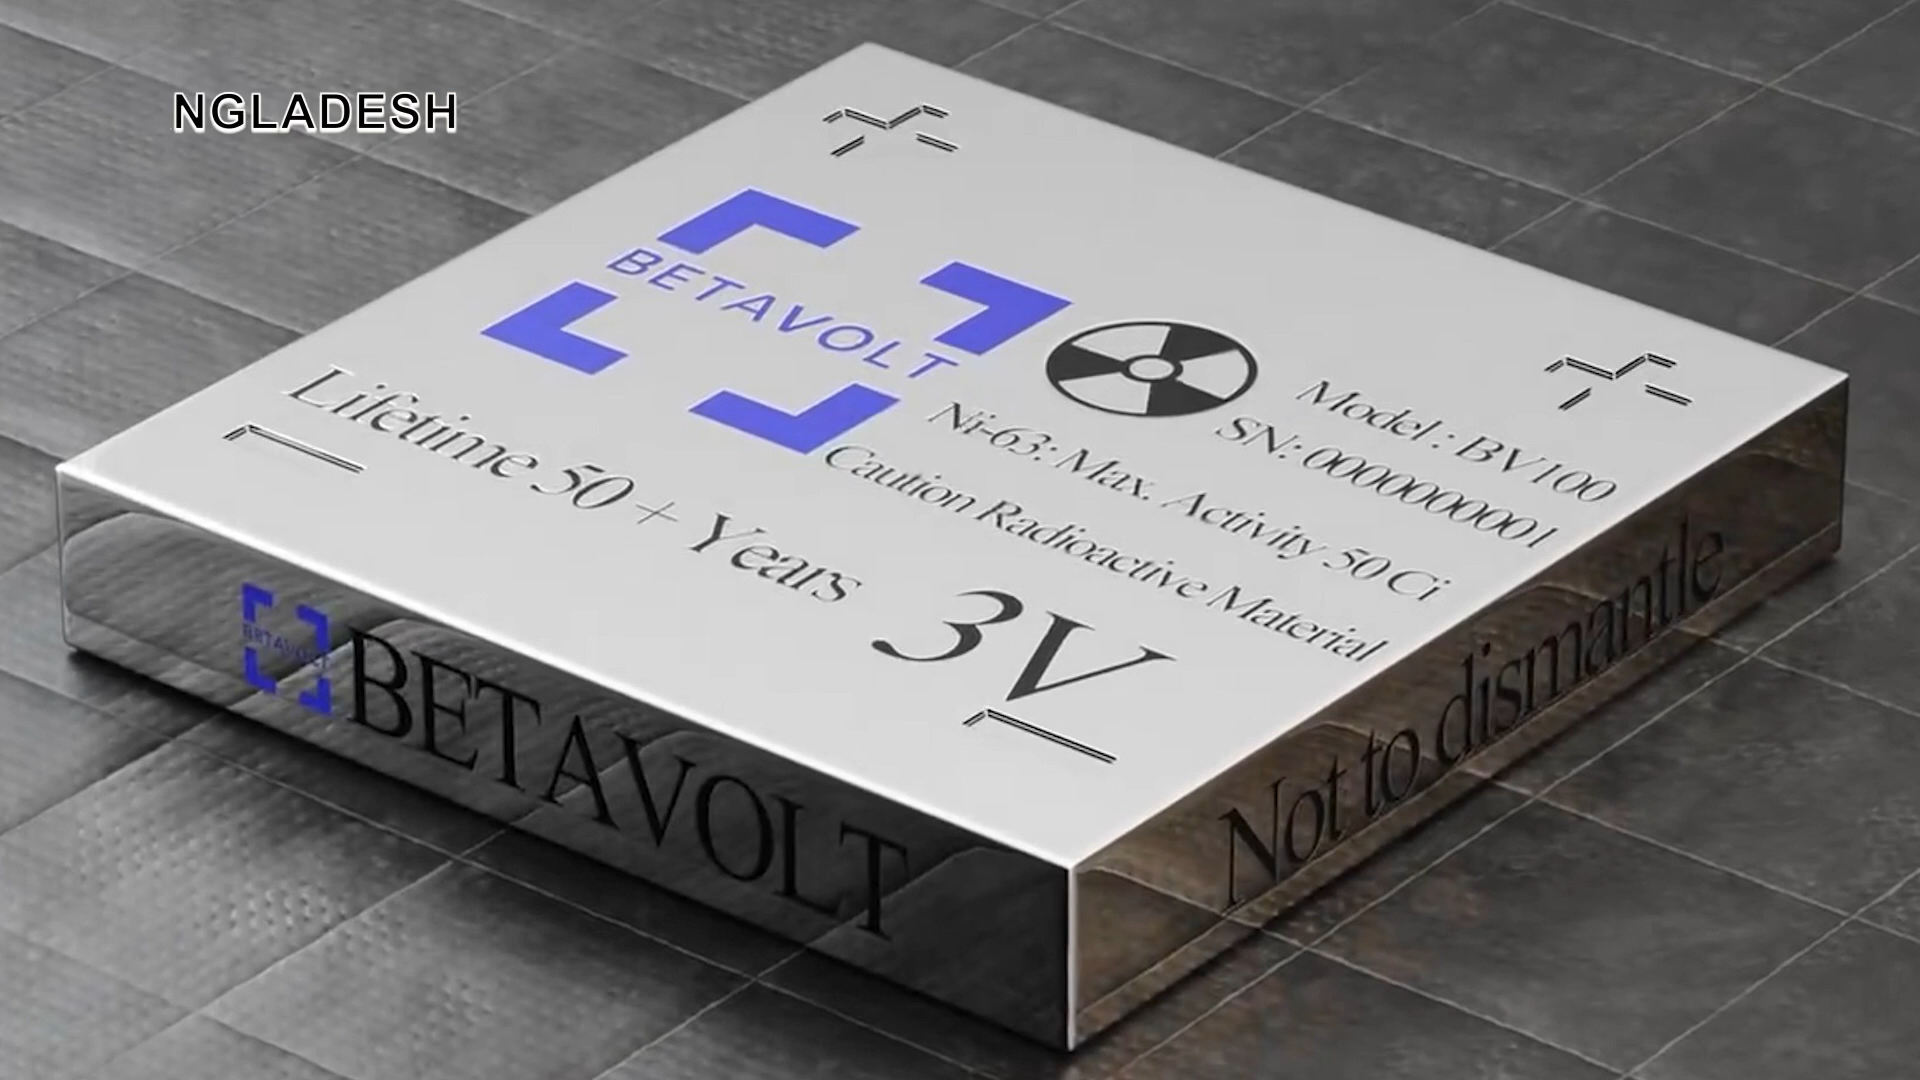 NGLADESH
BETAVOLT
Model : BV100
SN: 0000000001
Ni-63: Max. Activity 50 Ci
Caution Radioactive Material
Lifetime 50 + Years
3V
BETAVOLT
BETAVOLT
Not to dismantle